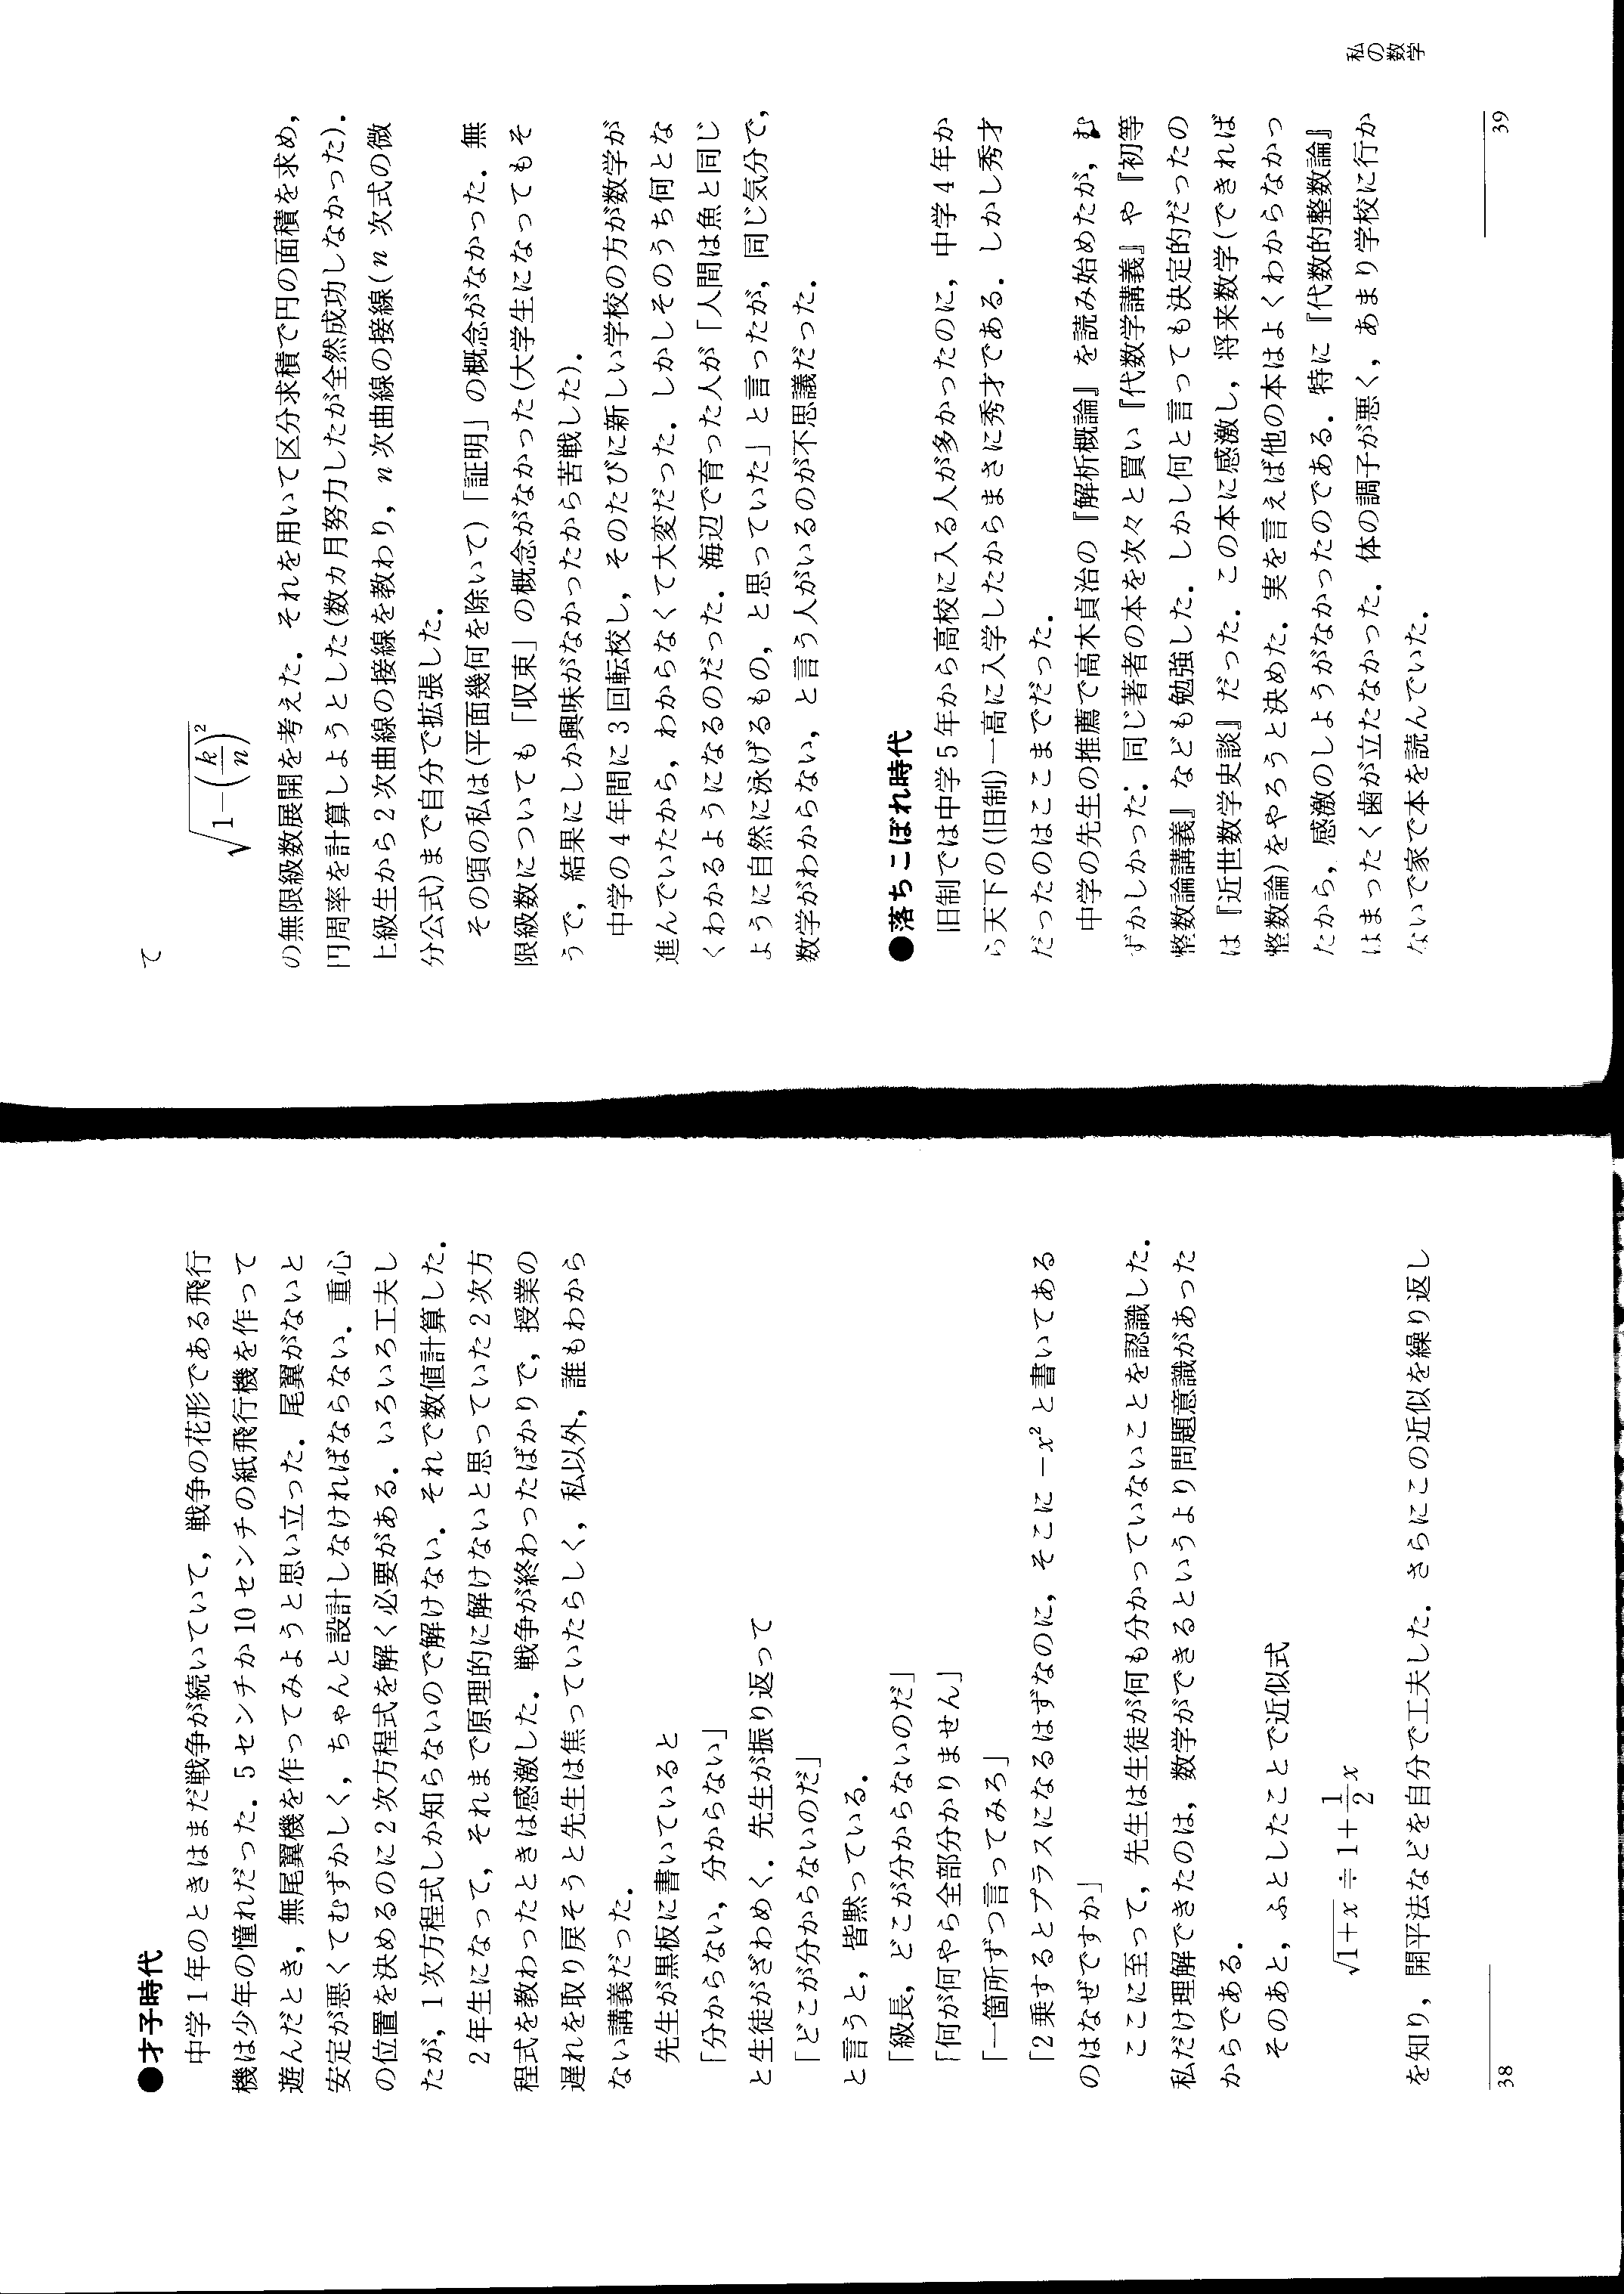 ●才子時代
中学1年のときはまだ戦争が続いていて，戦争の花形である飛行
機は少年の憧れだった．5センチか10センチの紙飛行機を作って
遊んだとき，無尾翼機を作ってみようと思い立った．尾翼がないと
安定が悪くてむずかしく，ちゃんと設計しなければならない．重心
の位置を決めるのに2次方程式を解く必要がある．いろいろ工夫し
たが，1次方程式しか知らないので解けない．それで数値計算した．
2年生になって，それまで原理的に解けないと思っていた2次方
程式を教わったときは感激した．戦争が終わったばかりで，授業の
遅れを取り戻そうと先生は焦っていたらしく，私以外，誰もわから
ない講義だった．
先生が黒板に書いていると
「分からない，分からない」
と生徒がざわめく．先生が振り返って
「どこが分からないのだ」
と言うと，皆黙っている．
「級長，どこが分からないのだ」
「何が何やら全部分かりません」
「一箇所ずつ言ってみろ」
「2乗するとプラスになるはずなのに，そこに −x² と書いてある
のはなぜですか」
ここに至って，先生は生徒が何も分かっていないことを認識した．
私だけ理解できたのは，数学ができるというより問題意識があった
からである．
そのあと，ふとしたことで近似式
√(1+x) ≒ 1 + 1/2 x
を知り，開平法などを自分で工夫した．さらにこの近似を繰り返し
38
て
√(1−(k/n)²)
の無限級数展開を考えた．それを用いて区分求積で円の面積を求め，
円周率を計算しようとした(数カ月努力したが全然成功しなかった)．
上級生から2次曲線の接線を教わり，n次曲線の接線(n 次式の微
分公式)まで自分で拡張した．
その頃の私は(平面幾何を除いて)「証明」の概念がなかった．無
限級数についても「収束」の概念がなかった(大学生になってもそ
うで，結果にしか興味がなかったから苦戦した)．
中学の4年間に3回転校し，そのたびに新しい学校の方が数学が
進んでいたから，わからなくて大変だった．しかしそのうち何とな
くわかるようになるのだった．海辺で育った人が「人間は魚と同じ
ように自然に泳げるもの，と思っていた」と言ったが，同じ気分で，
数学がわからない，と言う人がいるのが不思議だった．
●落ちこぼれ時代
旧制では中学5年から高校に入る人が多かったのに，中学4年か
ら天下の(旧制)一高に入学したからまさに秀才である．しかし秀才
だったのはここまでだった．
中学の先生の推薦で高木貞治の『解析概論』を読み始めたが，む
ずかしかった．同じ著者の本を次々と買い『代数学講義』や『初等
整数論講義』なども勉強した．しかし何と言っても決定的だったの
は『近世数学史談』だった．この本に感激し，将来数学(できれば
整数論)をやろうと決めた．実を言えば他の本はよくわからなかっ
たから，感激のしようがなかったのである．特に『代数的整数論』
はまったく歯が立たなかった．体の調子が悪く，あまり学校に行か
ないで家で本を読んでいた．
39
私の数学